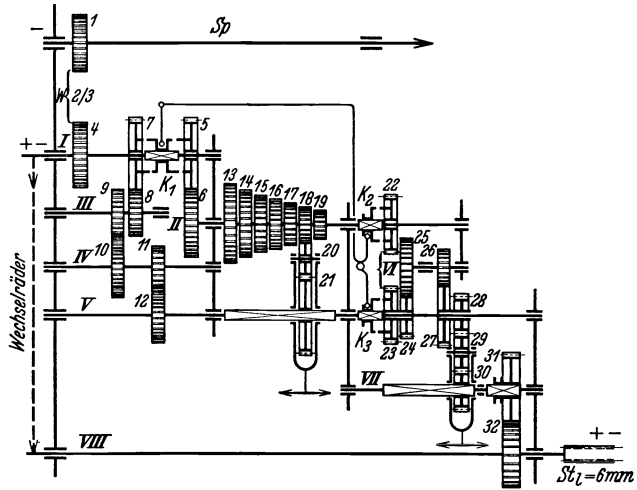 1
Sp
W 2/3
4
7
5
I
K1
6
8
9
III
II
10
11
IV
V
12
13
14
15
16
17
18
19
20
21
K2
22
25
26
VI
28
K3
23
24
27
29
30
31
VII
32
Wechselräder
VIII
Stl=6mm
+ -
+ -
-